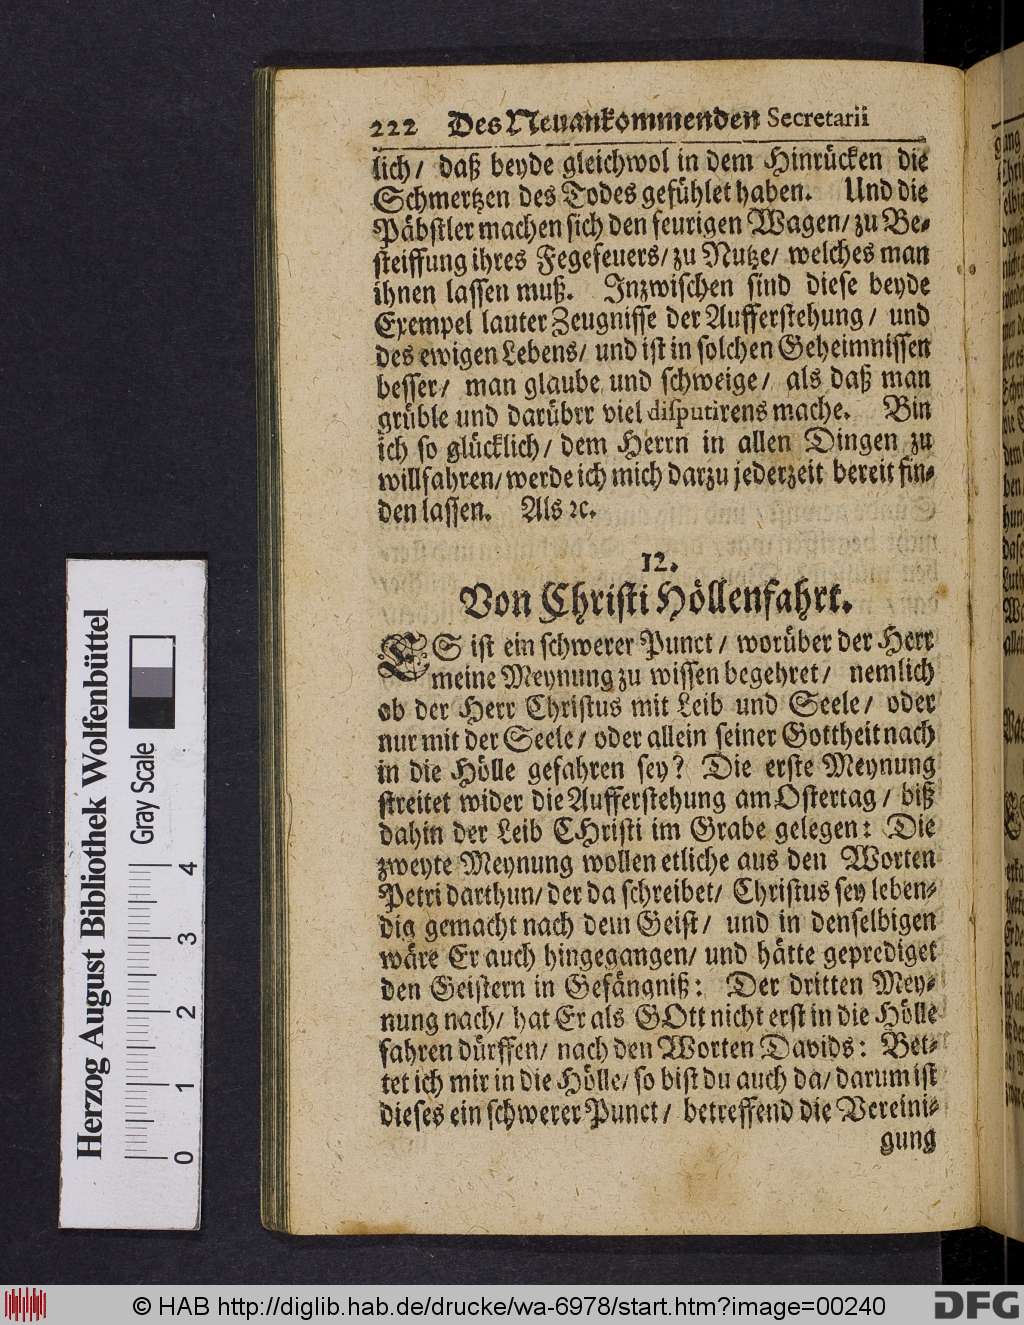 222 Des Neuankommenden Secretarii
lich/ daß beyde gleichwol in dem Hinrücken die
Schmertzen des Todes gefühlet haben. Und die
Päbstler machen sich den feurigen Wagen/ zu Be-
steiffung ihres Fegefeuers/ zu Nutze/ welches man
ihnen lassen muß. Inzwischen sind diese beyde
Exempel lauter Zeugnisse der Aufferstehung/ und
des ewigen Lebens/ und ist in solchen Geheimnissen
besser/ man glaube und schweige/ als daß man
grüble und darübrr viel disputirens mache. Bin
ich so glücklich/ dem Herrn in allen Dingen zu
willfahren/ werde ich mich darzu jederzeit bereit fin-
den lassen. Als ꝛc.
12.
Von Christi Höllenfahrt.
ES ist ein schwerer Punct/ worüber der Herr
meine Meynung zu wissen begehret/ nemlich
ob der Herr Christus mit Leib und Seele/ oder
nur mit der Seele/ oder allein seiner Gottheit nach
in die Hölle gefahren sey? Die erste Meynung
streitet wider die Aufferstehung am Ostertag/ biß
dahin der Leib CHristi im Grabe gelegen: Die
zweyte Meynung wollen etliche aus den Worten
Petri darthun/ der da schreibet/ Christus sey leben-
dig gemacht nach dem Geist/ und in denselbigen
wäre Er auch hingegangen/ und hätte geprediget
den Geistern in Gefängniß: Der dritten Mey-
nung nach/ hat Er als GOtt nicht erst in die Hölle
fahren dürffen/ nach den Worten Davids: Bet-
tet ich mir in die Hölle/ so bist du auch da/ darum ist
dieses ein schwerer Punct/ betreffend die Vereini-
gung
Herzog August Bibliothek Wolfenbüttel
Gray Scale
0 1 2 3 4
© HAB http://diglib.hab.de/drucke/wa-6978/start.htm?image=00240
DFG